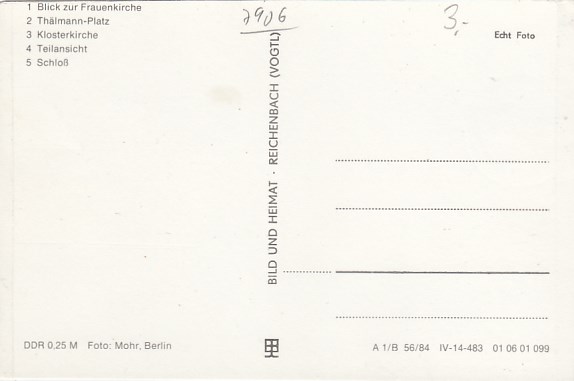 1 Blick zur Frauenkirche
2 Thälmann-Platz
3 Klosterkirche
4 Teilansicht
5 Schloß
7906
3,-
Echt Foto
BILD UND HEIMAT · REICHENBACH (VOGTL)
DDR 0,25 M Foto: Mohr, Berlin
A 1/B 56/84 IV-14-483 01 06 01 099